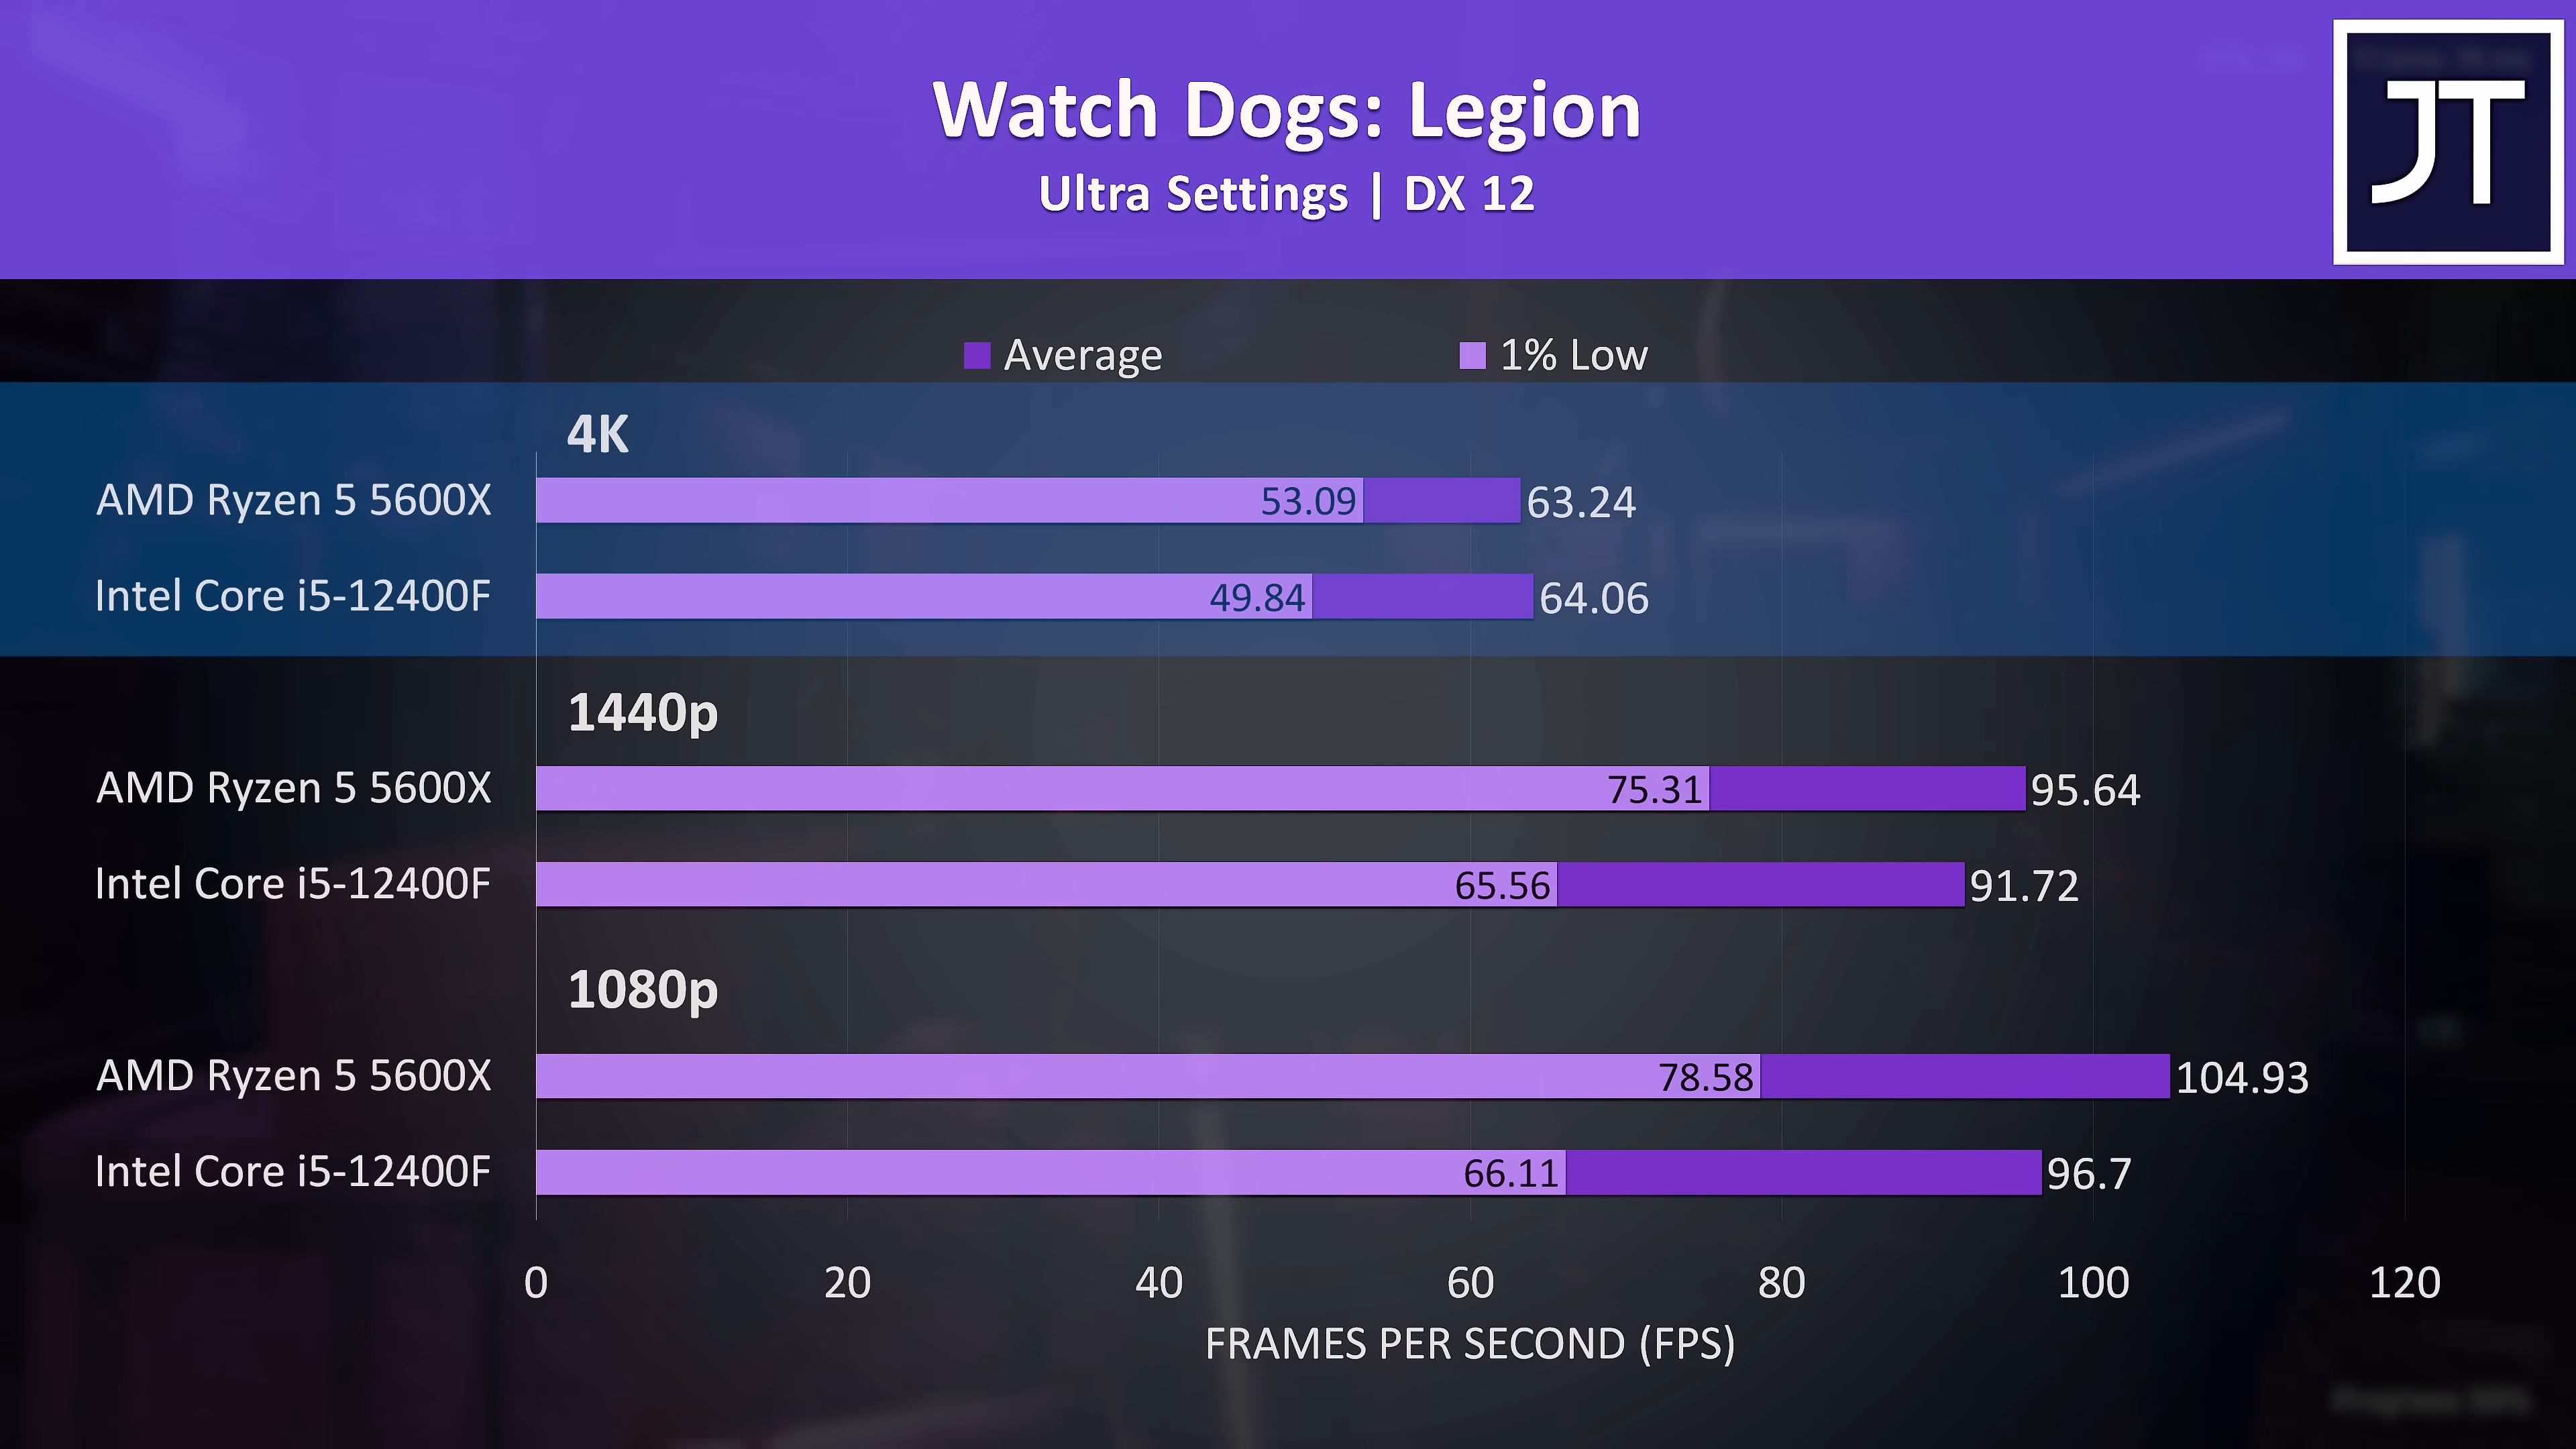 Watch Dogs: Legion
JT
Ultra Settings | DX 12
Average 1% Low
4K
AMD Ryzen 5 5600X 53.09 63.24
Intel Core i5-12400F 49.84 64.06
1440p
AMD Ryzen 5 5600X 75.31 95.64
Intel Core i5-12400F 65.56 91.72
1080p
AMD Ryzen 5 5600X 78.58 104.93
Intel Core i5-12400F 66.11 96.7
0 20 40 60 80 100 120
FRAMES PER SECOND (FPS)